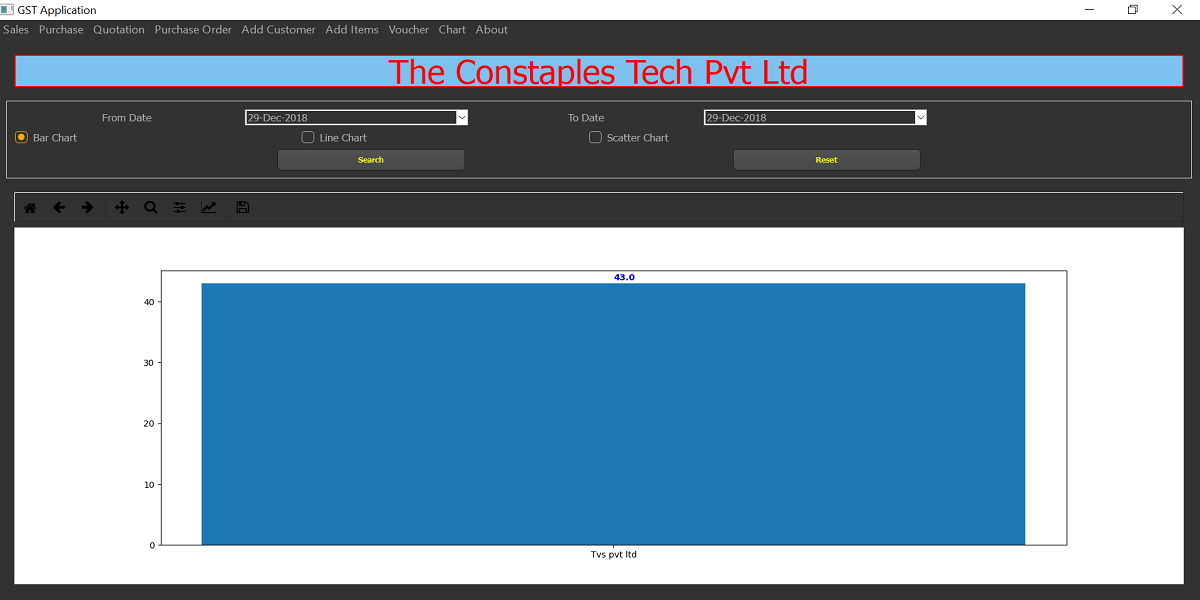 GST Application
Sales Purchase Quotation Purchase Order Add Customer Add Items Voucher Chart About
The Constaples Tech Pvt Ltd
From Date 29-Dec-2018 To Date 29-Dec-2018
Bar Chart Line Chart Scatter Chart
Search Reset
43.0
40
30
20
10
0
Tvs pvt ltd